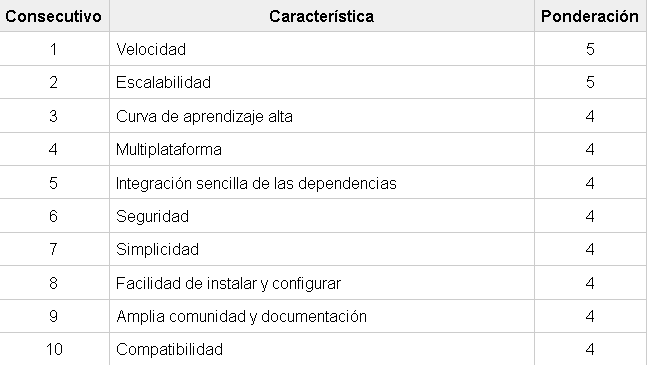 Consecutivo Característica Ponderación
1 Velocidad 5
2 Escalabilidad 5
3 Curva de aprendizaje alta 4
4 Multiplataforma 4
5 Integración sencilla de las dependencias 4
6 Seguridad 4
7 Simplicidad 4
8 Facilidad de instalar y configurar 4
9 Amplia comunidad y documentación 4
10 Compatibilidad 4